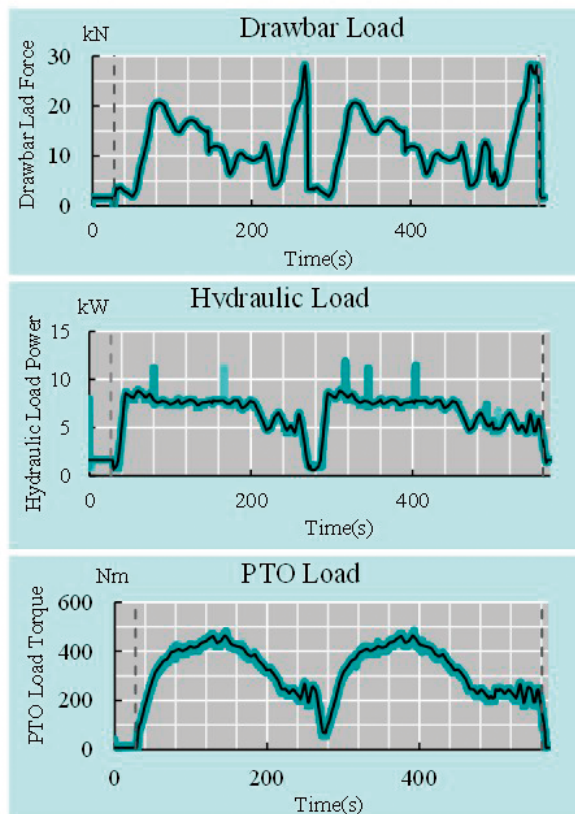 Drawbar Load
kN
Drawbar Lad Force
30
20
10
0
0
200
400
Time(s)
Hydraulic Load
kW
Hydraulic Load Power
15
10
5
0
0
200
400
Time(s)
PTO Load
Nm
PTO Load Torque
600
400
200
0
0
200
400
Time(s)